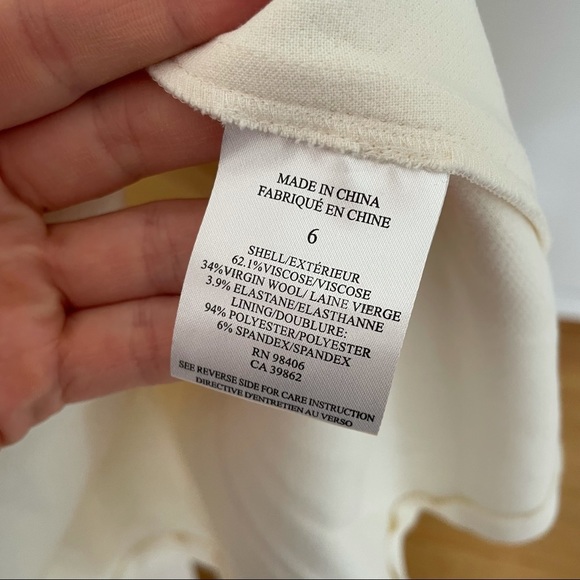 MADE IN CHINA
FABRIQUÉ EN CHINE
6
SHELL/EXTÉRIEUR
62.1%VISCOSE/VISCOSE
34%VIRGIN WOOL/ LAINE VIERGE
3.9% ELASTANE/ELASTHANNE
LINING/DOUBLURE:
94% POLYESTER/POLYESTER
6% SPANDEX/SPANDEX
RN 98406
CA 39862
SEE REVERSE SIDE FOR CARE INSTRUCTION
DIRECTIVE D'ENTRETIEN AU VERSO